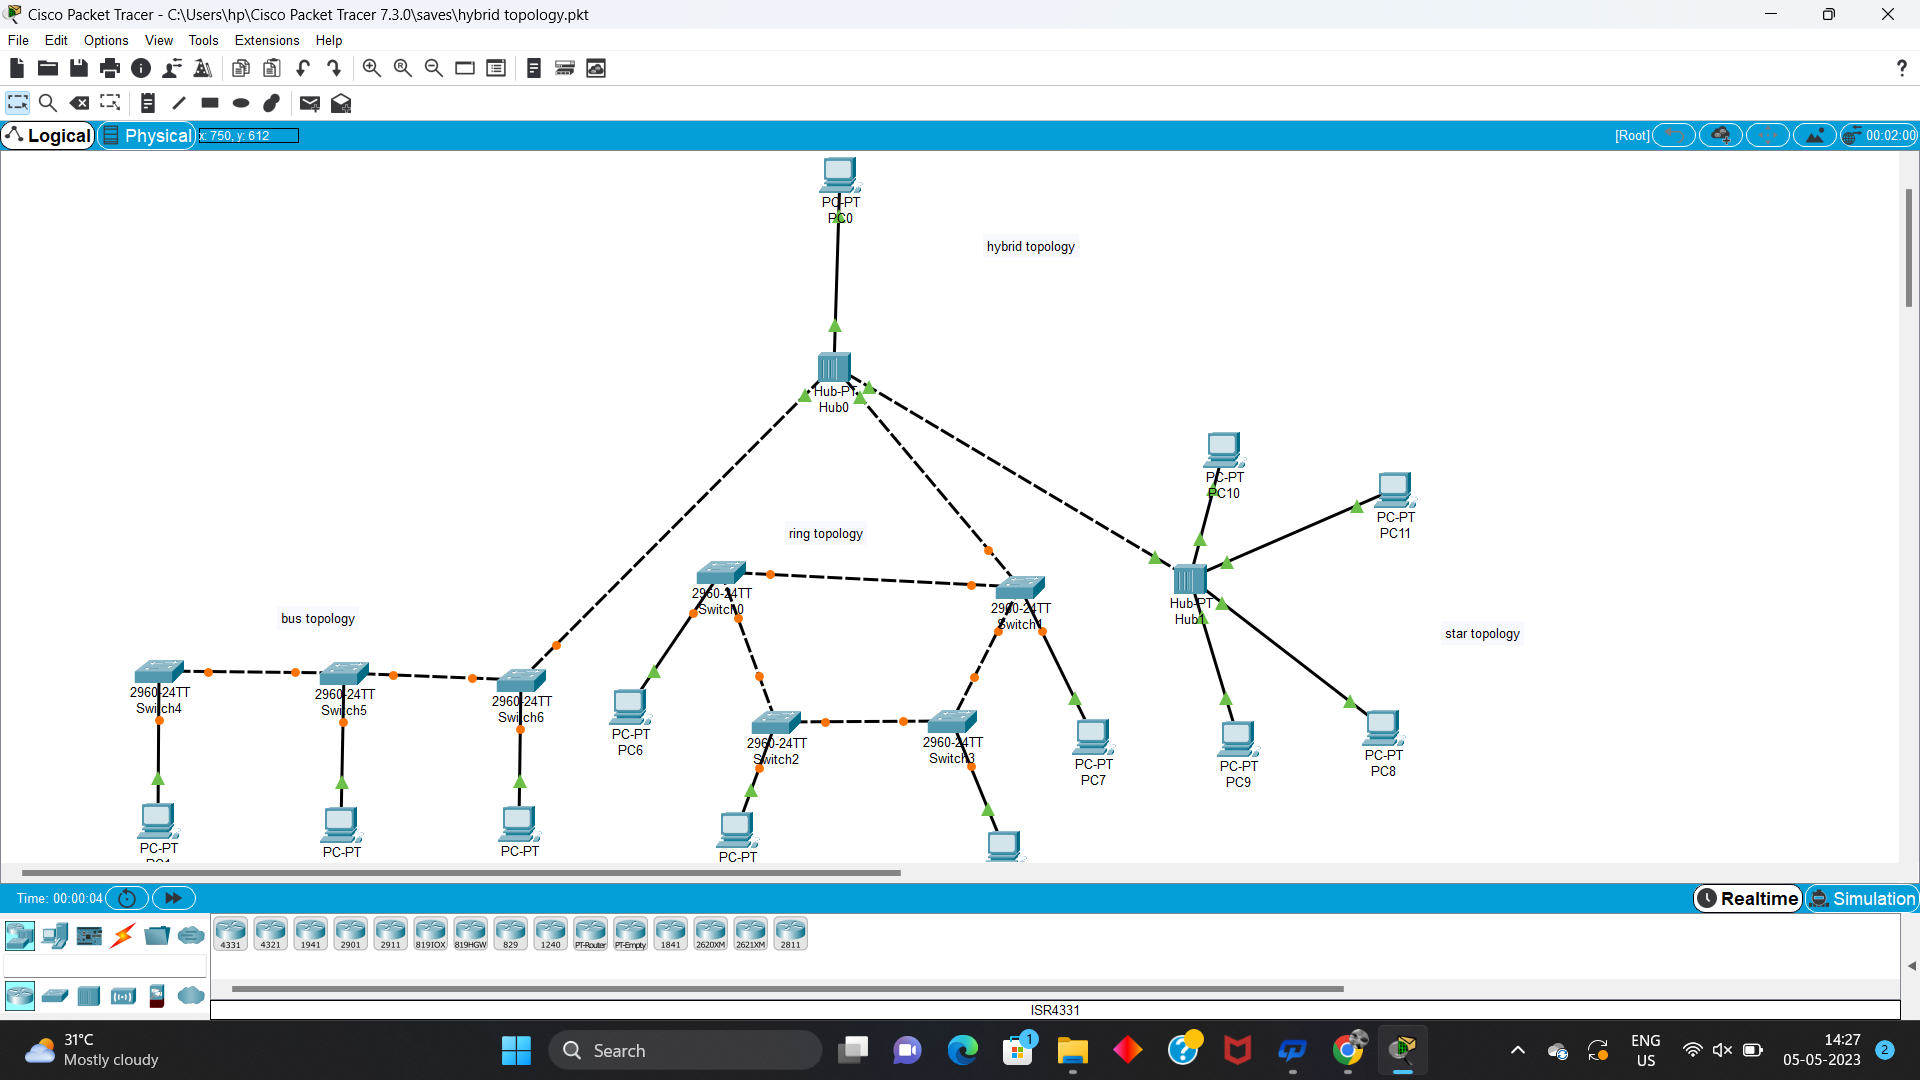 Cisco Packet Tracer - C:\Users\hp\Cisco Packet Tracer 7.3.0\saves\hybrid topology.pkt
File Edit Options View Tools Extensions Help
Logical Physical x: 750, y: 612 [Root] 00:02:00
PC-PT
PC0
hybrid topology
Hub-PT
Hub0
PC-PT
PC10
PC-PT
PC11
ring topology
2960-24TT
Switch0
2960-24TT
Switch1
Hub-PT
Hub1
bus topology
star topology
2960-24TT
Switch4
2960-24TT
Switch5
2960-24TT
Switch6
PC-PT
PC6
2960-24TT
Switch2
2960-24TT
Switch3
PC-PT
PC7
PC-PT
PC9
PC-PT
PC8
PC-PT
PC1
PC-PT
PC-PT
PC-PT
Time: 00:00:04 Realtime Simulation
4331 4321 1941 2901 2911 819IOX 819HGW 829 1240 PT-Router PT-Empty 1841 2620XM 2621XM 2811
ISR4331
31°C
Mostly cloudy
Search
1
ENG
US
14:27
05-05-2023
2